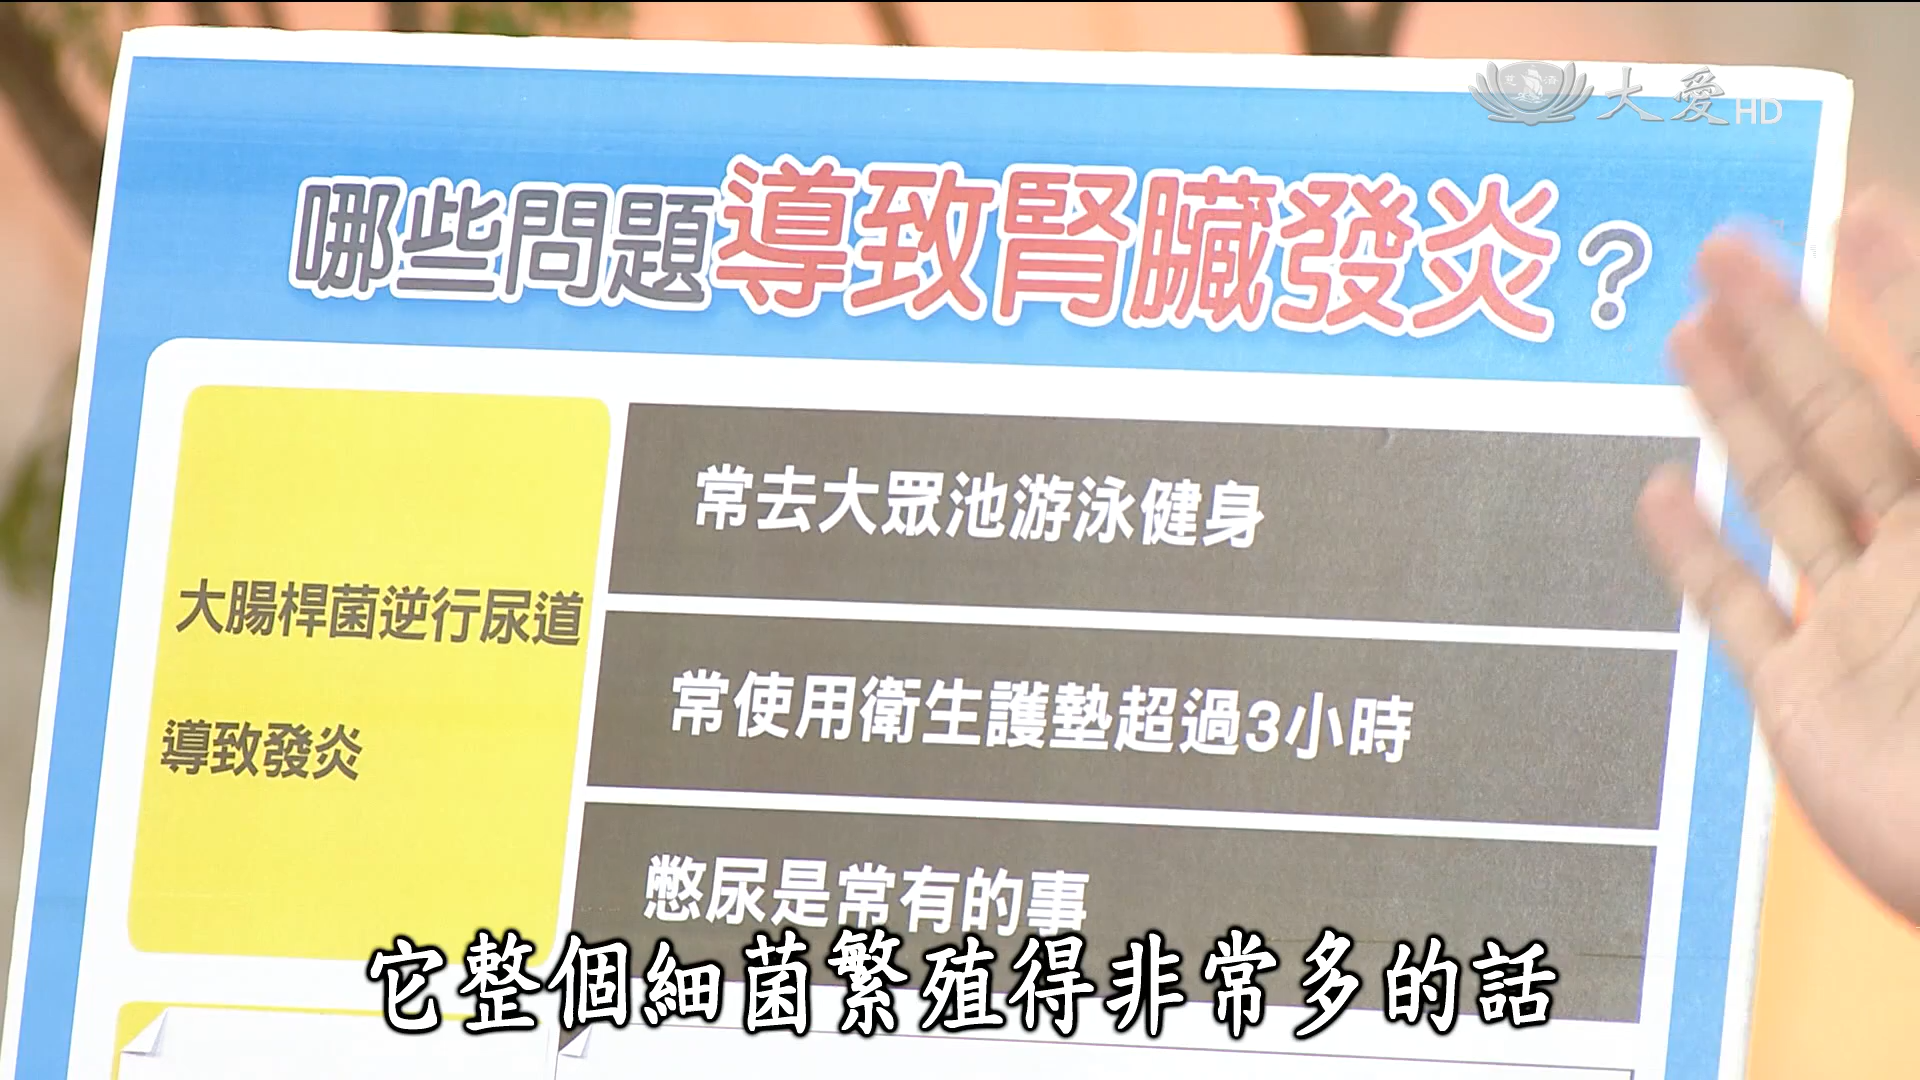 大愛HD
哪些問題導致腎臟發炎？
大腸桿菌逆行尿道
導致發炎
常去大眾池游泳健身
常使用衛生護墊超過3小時
憋尿是常有的事
它整個細菌繁殖得非常多的話